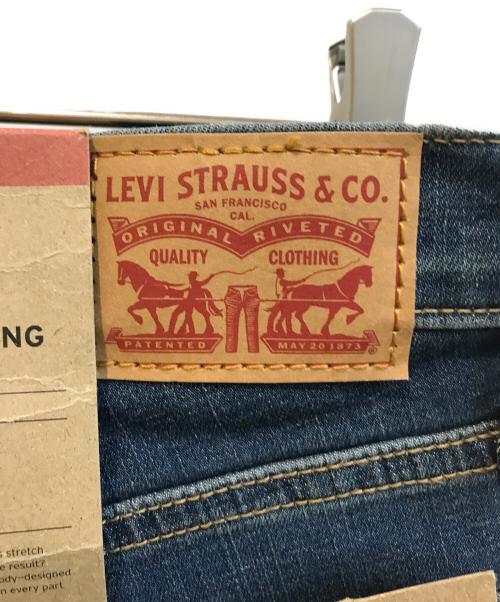 LEVI STRAUSS & CO.
SAN FRANCISCO
CAL.
ORIGINAL RIVETED
QUALITY CLOTHING
PATENTED MAY 20 1873
®
NG
s stretch
e result?
ody-designed
n every part.